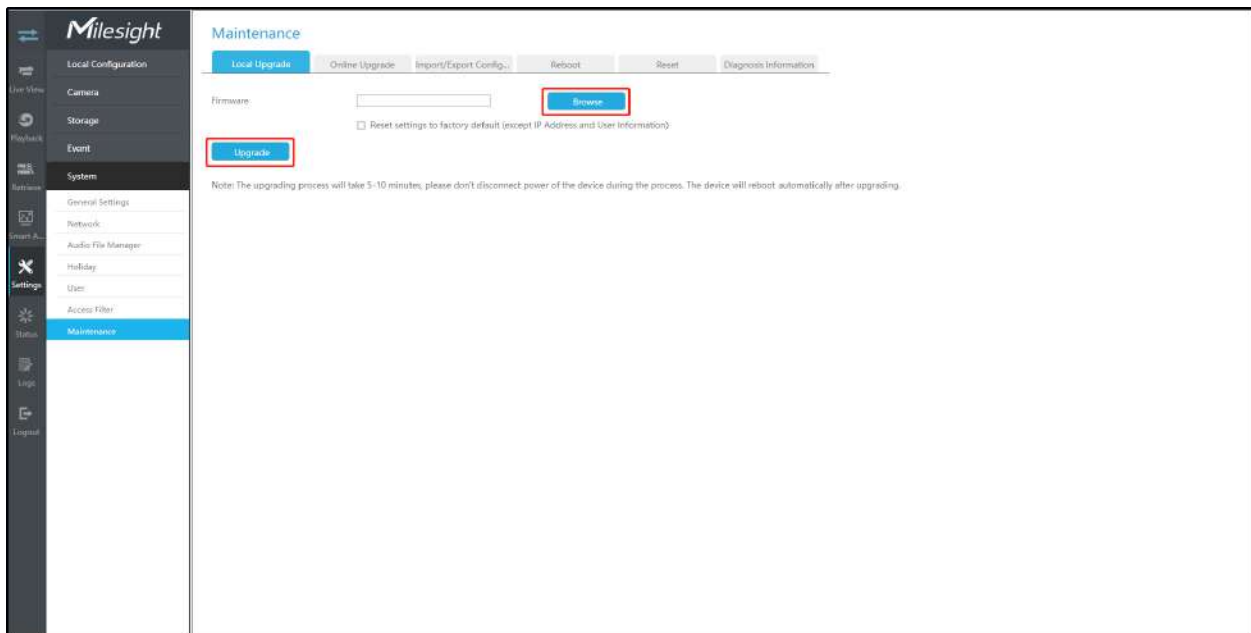 Milesight
Local Configuration
Camera
Storage
Event
System
General Settings
Network
Audio File Manager
Holiday
User
Access Filter
Maintenance
Live View
Playback
Retrieve
Smart A...
Settings
Status
Logs
Logout
Maintenance
Local Upgrade Online Upgrade Import/Export Config... Reboot Reset Diagnosis Information
Firmware Browse
Reset settings to factory default (except IP Address and User Information)
Upgrade
Note: The upgrading process will take 5-10 minutes, please don't disconnect power of the device during the process. The device will reboot automatically after upgrading.